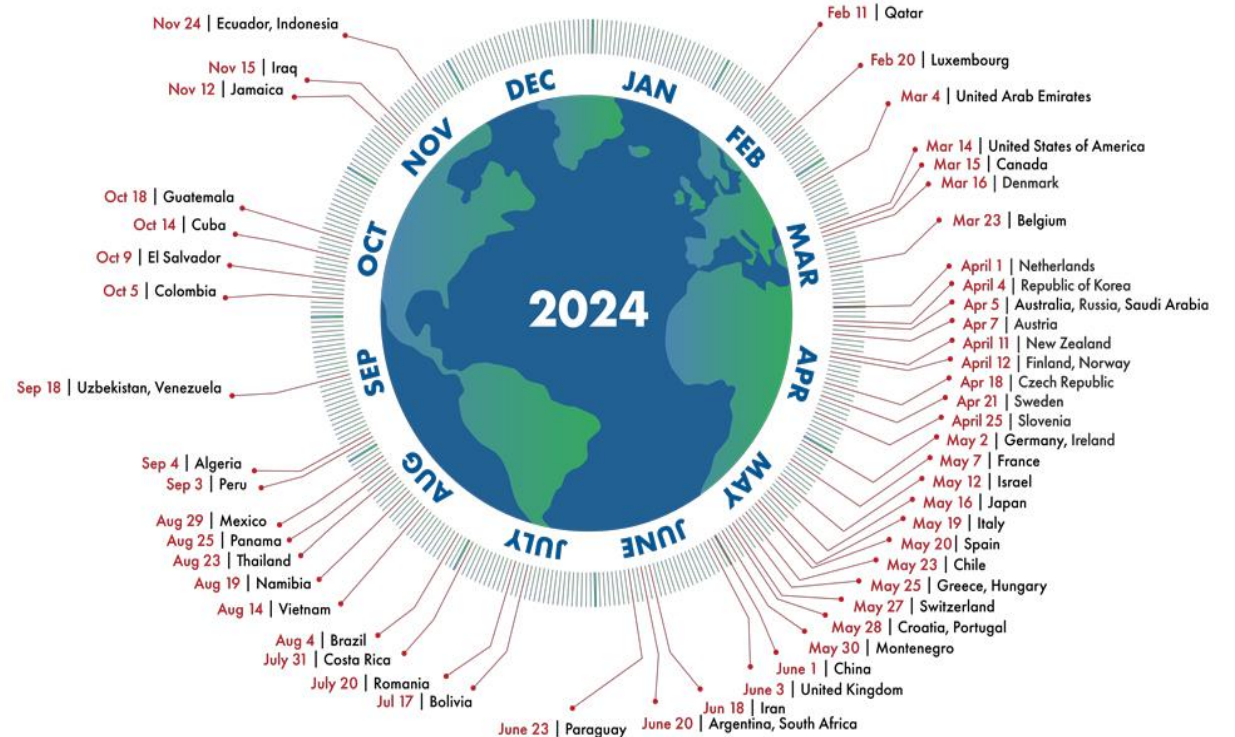 Feb 11 | Qatar
Feb 20 | Luxembourg
Mar 4 | United Arab Emirates
Mar 14 | United States of America
Mar 15 | Canada
Mar 16 | Denmark
Mar 23 | Belgium
April 1 | Netherlands
April 4 | Republic of Korea
Apr 5 | Australia, Russia, Saudi Arabia
Apr 7 | Austria
April 11 | New Zealand
April 12 | Finland, Norway
Apr 18 | Czech Republic
Apr 21 | Sweden
April 25 | Slovenia
May 2 | Germany, Ireland
May 7 | France
May 12 | Israel
May 16 | Japan
May 19 | Italy
May 20 | Spain
May 23 | Chile
May 25 | Greece, Hungary
May 27 | Switzerland
May 28 | Croatia, Portugal
May 30 | Montenegro
June 1 | China
June 3 | United Kingdom
Jun 18 | Iran
June 20 | Argentina, South Africa
June 23 | Paraguay
Jul 17 | Bolivia
July 20 | Romania
July 31 | Costa Rica
Aug 4 | Brazil
Aug 14 | Vietnam
Aug 19 | Namibia
Aug 23 | Thailand
Aug 25 | Panama
Aug 29 | Mexico
Sep 3 | Peru
Sep 4 | Algeria
Sep 18 | Uzbekistan, Venezuela
Oct 5 | Colombia
Oct 9 | El Salvador
Oct 14 | Cuba
Oct 18 | Guatemala
Nov 12 | Jamaica
Nov 15 | Iraq
Nov 24 | Ecuador, Indonesia
JAN
FEB
MAR
APR
MAY
JUNE
JULY
AUG
SEP
OCT
NOV
DEC
2024